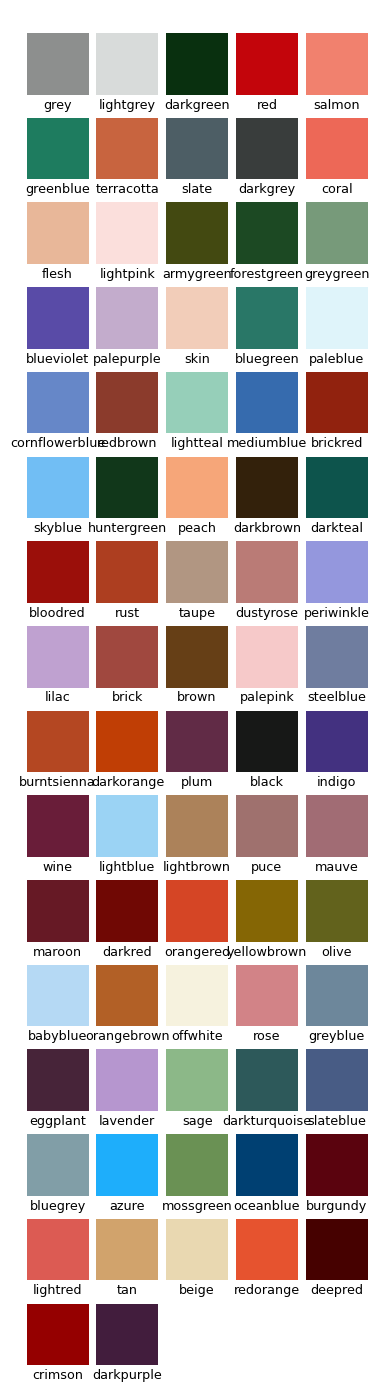 grey lightgrey darkgreen red salmon
greenblue terracotta slate darkgrey coral
flesh lightpink armygreen forestgreen greygreen
blueviolet palepurple skin bluegreen paleblue
cornflowerblue redbrown lightteal mediumblue brickred
skyblue huntergreen peach darkbrown darkteal
bloodred rust taupe dustyrose periwinkle
lilac brick brown palepink steelblue
burntsienna darkorange plum black indigo
wine lightblue lightbrown puce mauve
maroon darkred orangered yellowbrown olive
babyblue orangebrown offwhite rose greyblue
eggplant lavender sage darkturquoise slateblue
bluegrey azure mossgreen oceanblue burgundy
lightred tan beige redorange deepred
crimson darkpurple